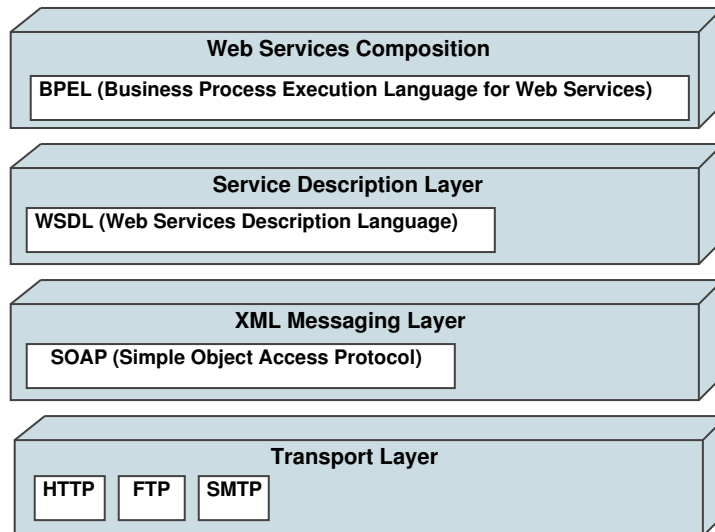 Web Services Composition
BPEL (Business Process Execution Language for Web Services)
Service Description Layer
WSDL (Web Services Description Language)
XML Messaging Layer
SOAP (Simple Object Access Protocol)
Transport Layer
HTTP FTP SMTP